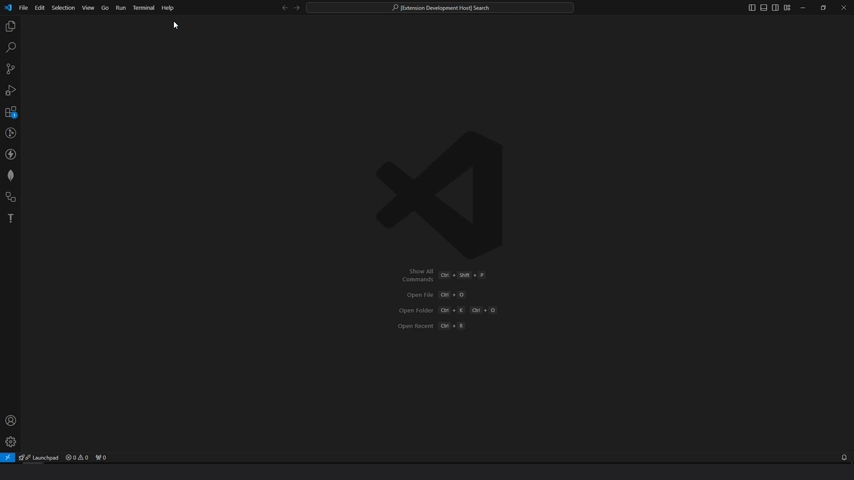 File Edit Selection View Go Run Terminal Help [Extension Development Host] Search
1
T
Show All Commands Ctrl + Shift + P
Open File Ctrl + O
Open Folder Ctrl + K Ctrl + O
Open Recent Ctrl + R
Launchpad 0 0 0